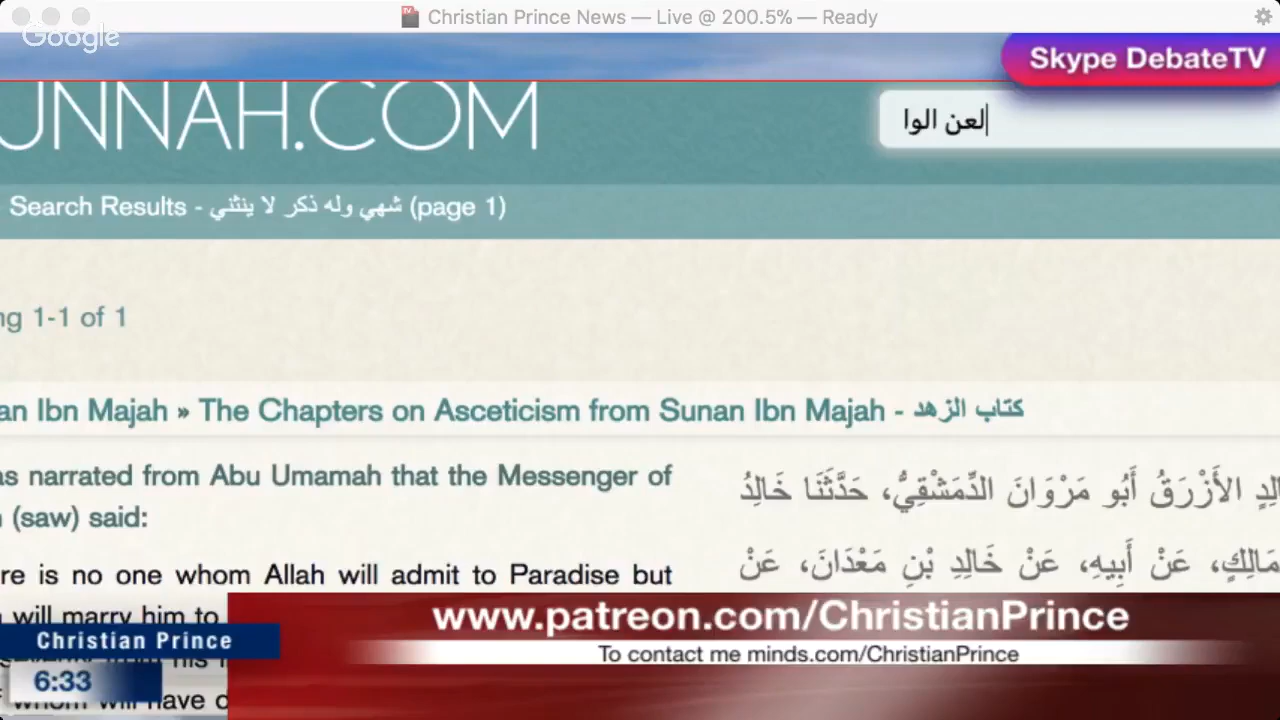 Christian Prince News — Live @ 200.5% — Ready
Google
Skype DebateTV
UNNAH.COM
لعن الوا
Search Results - شهي وله ذكر لا ينثني (page 1)
ng 1-1 of 1
an Ibn Majah » The Chapters on Asceticism from Sunan Ibn Majah - كتاب الزهد
as narrated from Abu Umamah that the Messenger of
(saw) said:
لِدٍ الأَزْرَقُ أَبُو مَرْوَانَ الدِّمَشْقِيُّ، حَدَّثَنَا خَالِدُ
مَالِكٍ، عَنْ أَبِيهِ، عَنْ خَالِدِ بْنِ مَعْدَانَ، عَنْ
re is no one whom Allah will admit to Paradise but
will marry him to
www.patreon.com/ChristianPrince
Christian Prince
To contact me minds.com/ChristianPrince
6:33
whom will have